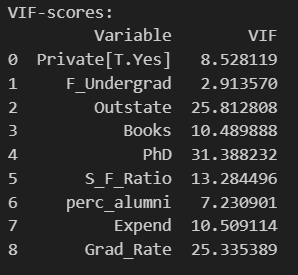 VIF-scores:
Variable VIF
0 Private[T.Yes] 8.528119
1 F_Undergrad 2.913570
2 Outstate 25.812808
3 Books 10.489888
4 PhD 31.388232
5 S_F_Ratio 13.284496
6 perc_alumni 7.230901
7 Expend 10.509114
8 Grad_Rate 25.335389